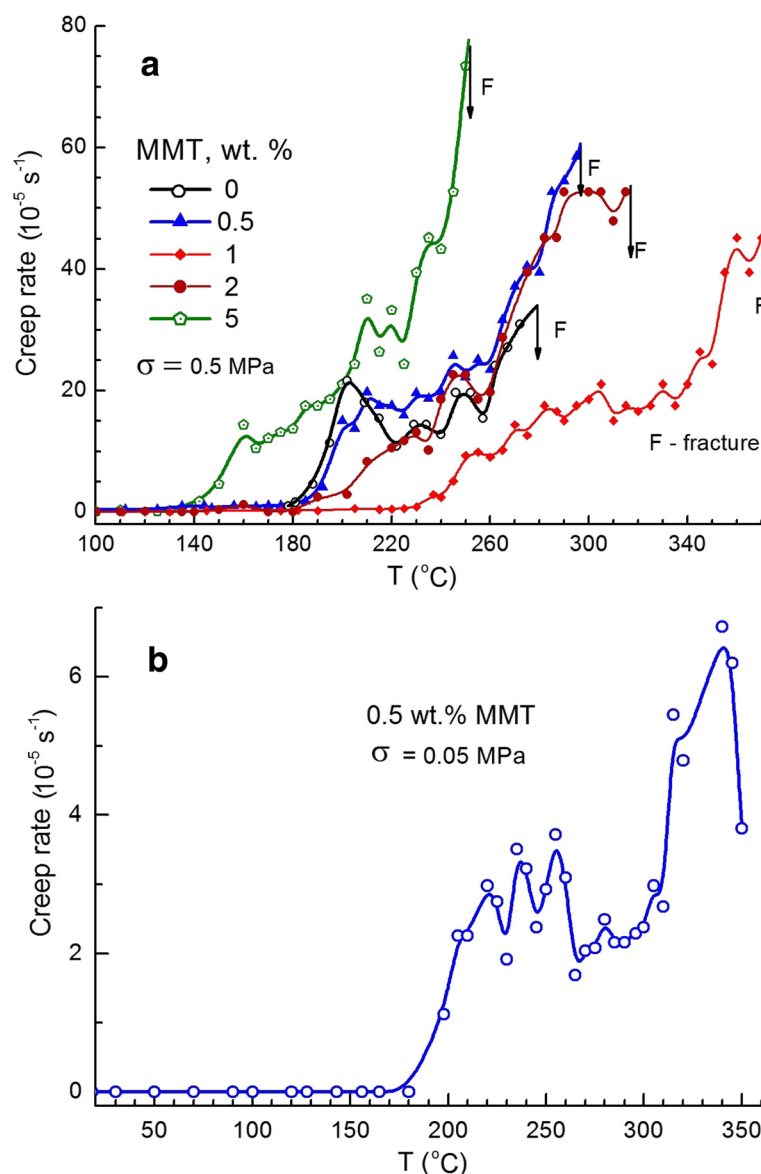 a
80
60
40
20
0
Creep rate (10⁻⁵ s⁻¹)
MMT, wt. %
0
0.5
1
2
5
σ = 0.5 MPa
F
F
F
F
F
F - fracture
100 140 180 220 260 300 340
T (°C)
b
6
4
2
0
Creep rate (10⁻⁵ s⁻¹)
0.5 wt.% MMT
σ = 0.05 MPa
50 100 150 200 250 300 350
T (°C)